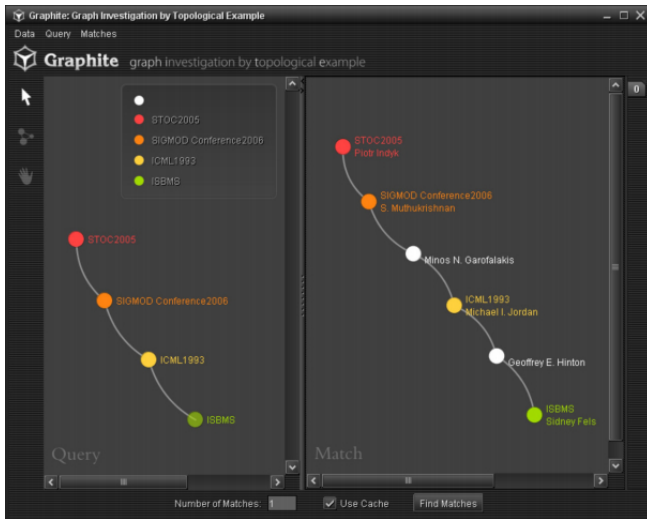 Graphite: Graph Investigation by Topological Example
Data Query Matches
Graphite graph investigation by topological example
STOC2005
SIGMOD Conference2006
ICML1993
ISBMS
STOC2005
SIGMOD Conference2006
ICML1993
ISBMS
Query
STOC2005
Piotr Indyk
SIGMOD Conference2006
S. Muthukrishnan
Minos N. Garofalakis
ICML1993
Michael I. Jordan
Geoffrey E. Hinton
ISBMS
Sidney Fels
Match
0
Number of Matches: 1 Use Cache Find Matches